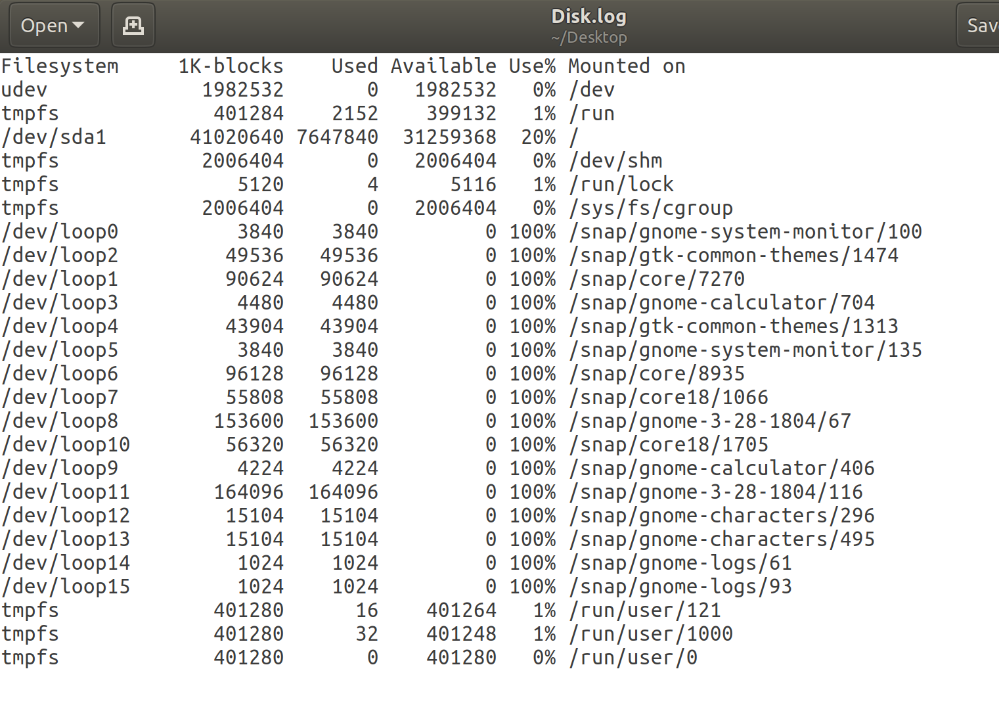 Open
Disk.log
~/Desktop
Filesystem     1K-blocks    Used Available Use% Mounted on
udev             1982532       0   1982532   0% /dev
tmpfs             401284    2152    399132   1% /run
/dev/sda1       41020640 7647840  31259368  20% /
tmpfs            2006404       0   2006404   0% /dev/shm
tmpfs               5120       4      5116   1% /run/lock
tmpfs            2006404       0   2006404   0% /sys/fs/cgroup
/dev/loop0          3840    3840         0 100% /snap/gnome-system-monitor/100
/dev/loop2         49536   49536         0 100% /snap/gtk-common-themes/1474
/dev/loop1         90624   90624         0 100% /snap/core/7270
/dev/loop3          4480    4480         0 100% /snap/gnome-calculator/704
/dev/loop4         43904   43904         0 100% /snap/gtk-common-themes/1313
/dev/loop5          3840    3840         0 100% /snap/gnome-system-monitor/135
/dev/loop6         96128   96128         0 100% /snap/core/8935
/dev/loop7         55808   55808         0 100% /snap/core18/1066
/dev/loop8        153600  153600         0 100% /snap/gnome-3-28-1804/67
/dev/loop10        56320   56320         0 100% /snap/core18/1705
/dev/loop9          4224    4224         0 100% /snap/gnome-calculator/406
/dev/loop11       164096  164096         0 100% /snap/gnome-3-28-1804/116
/dev/loop12        15104   15104         0 100% /snap/gnome-characters/296
/dev/loop13        15104   15104         0 100% /snap/gnome-characters/495
/dev/loop14         1024    1024         0 100% /snap/gnome-logs/61
/dev/loop15         1024    1024         0 100% /snap/gnome-logs/93
tmpfs             401280      16    401264   1% /run/user/121
tmpfs             401280      32    401248   1% /run/user/1000
tmpfs             401280       0    401280   0% /run/user/0